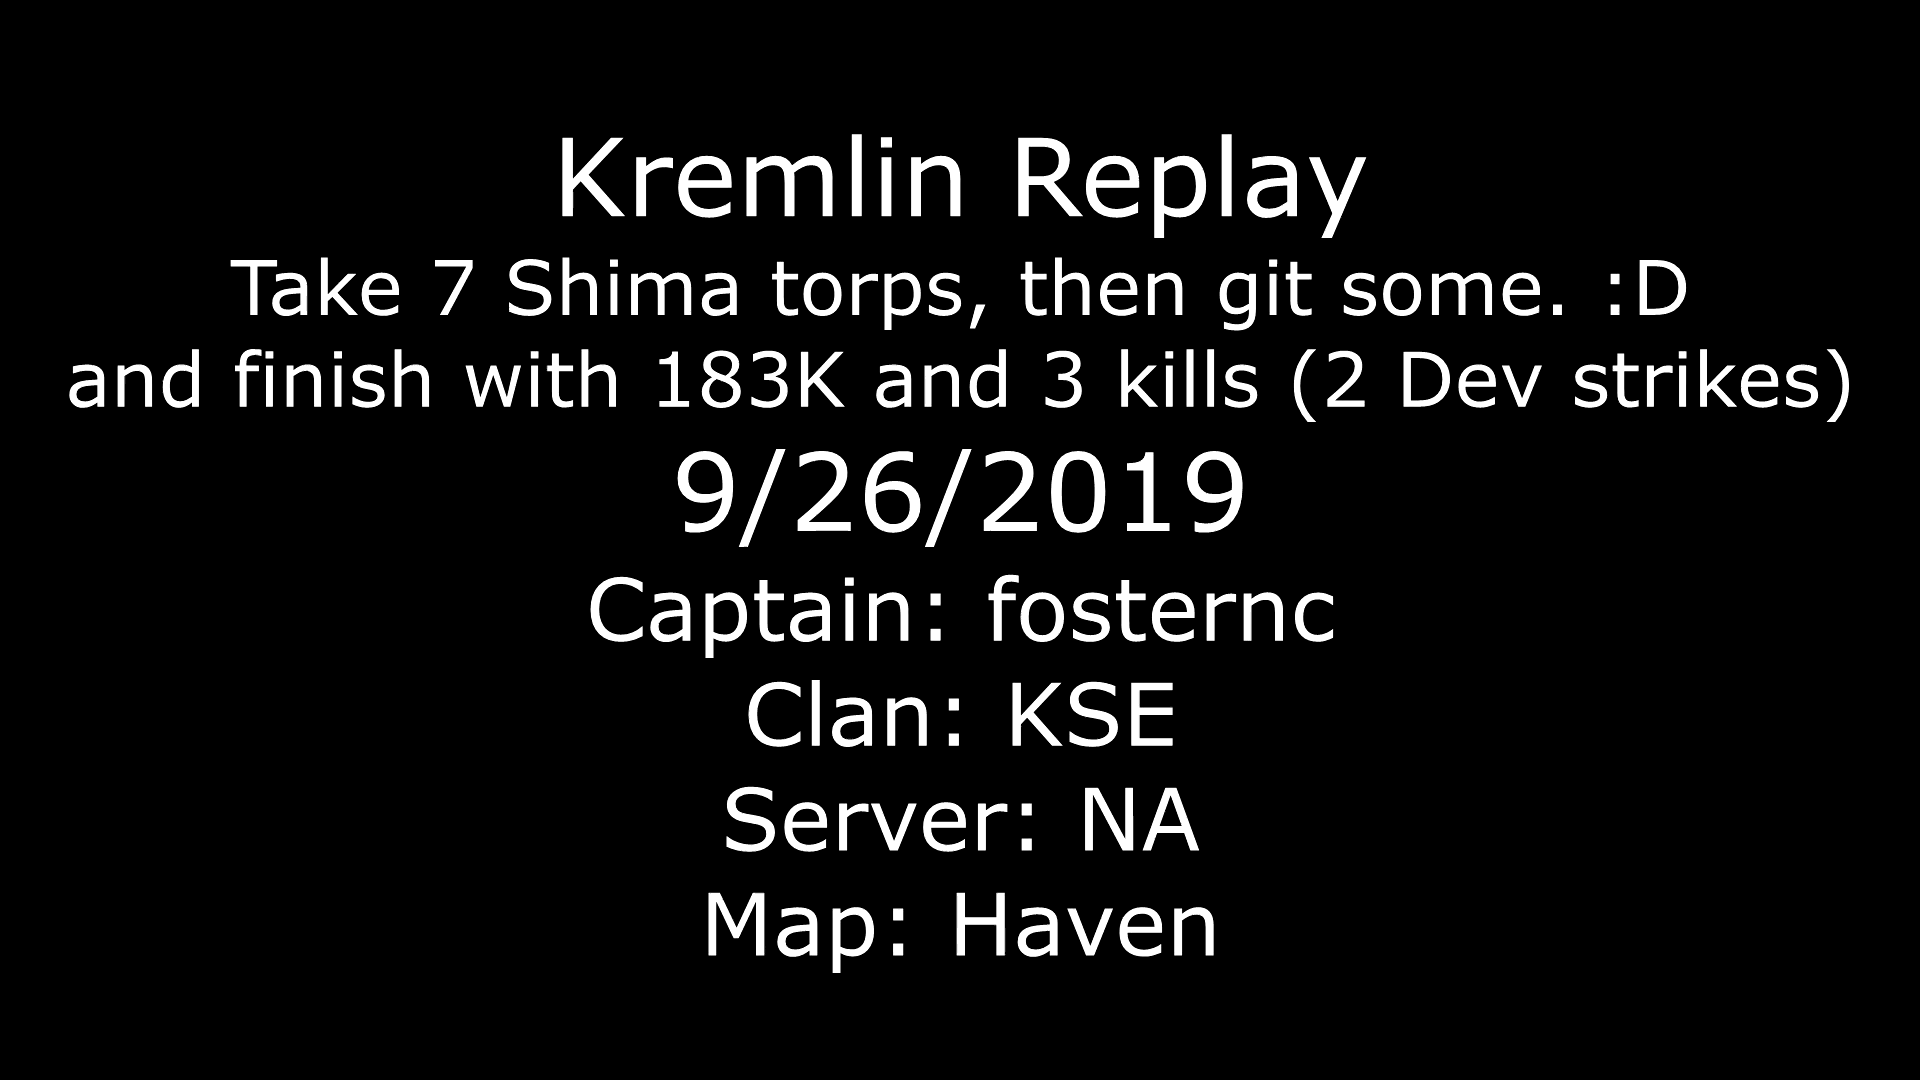 Kremlin Replay
Take 7 Shima torps, then git some. :D
and finish with 183K and 3 kills (2 Dev strikes)
9/26/2019
Captain: fosternc
Clan: KSE
Server: NA
Map: Haven